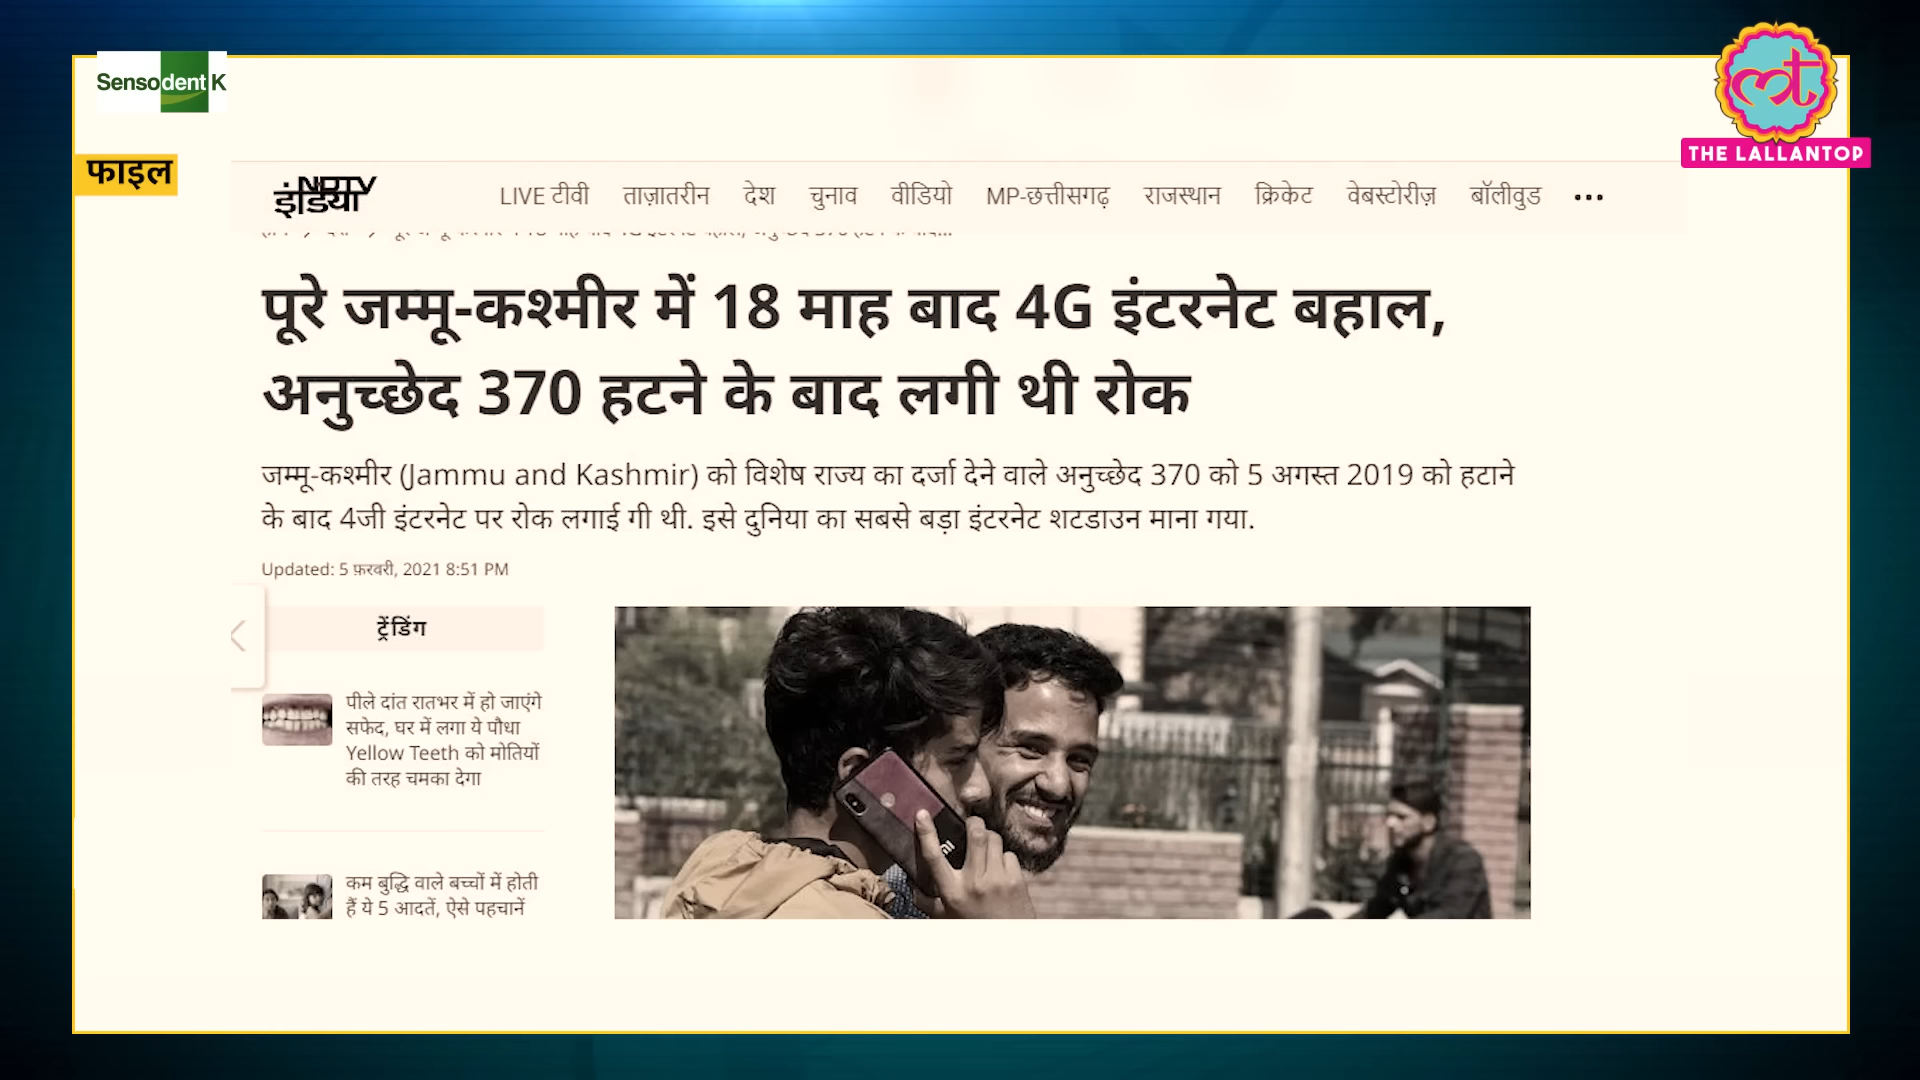 Sensodent K
THE LALLANTOP
फाइल
NDTV
इंडिया
LIVE टीवी ताज़ातरीन देश चुनाव वीडियो MP-छत्तीसगढ़ राजस्थान क्रिकेट वेबस्टोरीज़ बॉलीवुड ...
पूरे जम्मू-कश्मीर में 18 माह बाद 4G इंटरनेट बहाल,
अनुच्छेद 370 हटने के बाद लगी थी रोक
जम्मू-कश्मीर (Jammu and Kashmir) को विशेष राज्य का दर्जा देने वाले अनुच्छेद 370 को 5 अगस्त 2019 को हटाने
के बाद 4जी इंटरनेट पर रोक लगाई गी थी. इसे दुनिया का सबसे बड़ा इंटरनेट शटडाउन माना गया.
Updated: 5 फ़रवरी, 2021 8:51 PM
ट्रेंडिंग
पीले दांत रातभर में हो जाएंगे
सफेद, घर में लगा ये पौधा
Yellow Teeth को मोतियों
की तरह चमका देगा
कम बुद्धि वाले बच्चों में होती
हैं ये 5 आदतें, ऐसे पहचानें